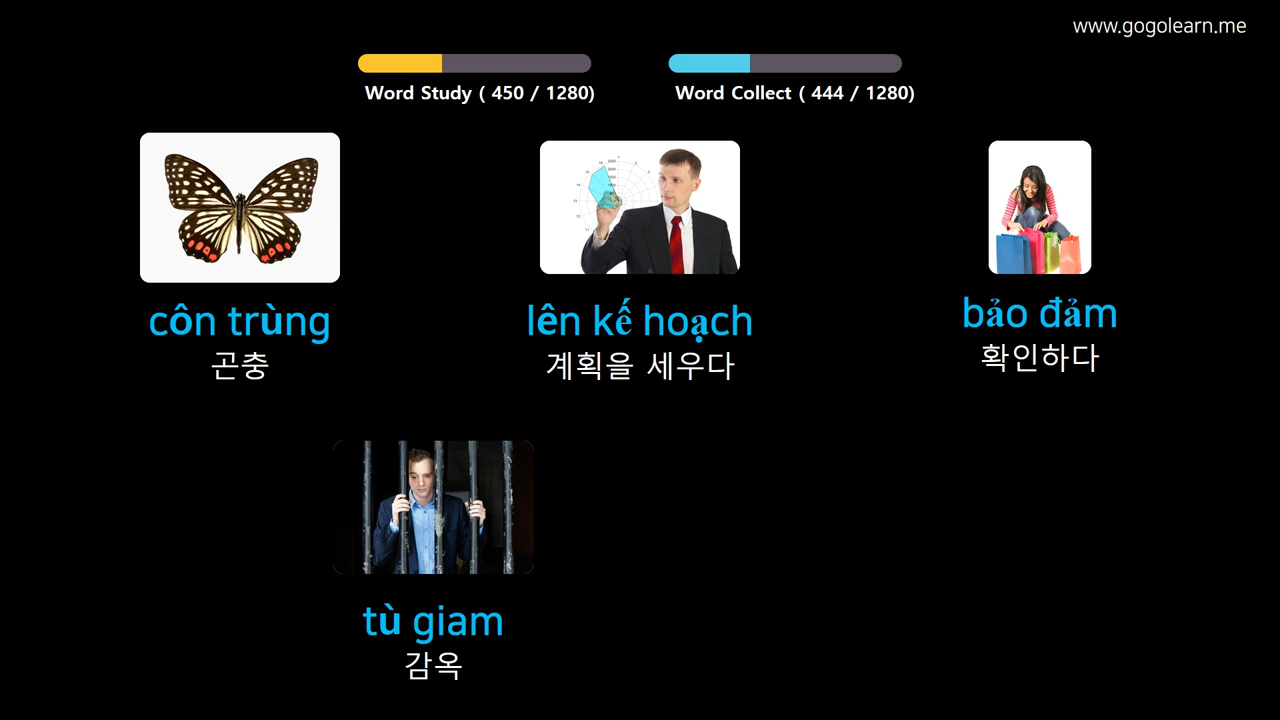 www.gogolearn.me
Word Study ( 450 / 1280)
Word Collect ( 444 / 1280)
côn trùng
곤충
lên kế hoạch
계획을 세우다
bảo đảm
확인하다
tù giam
감옥